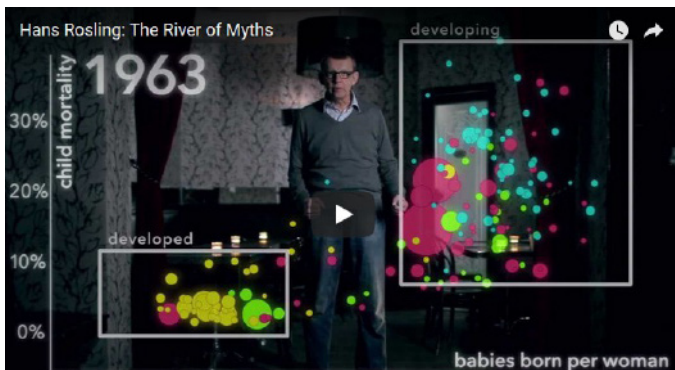 Hans Rosling: The River of Myths
developing
1963
child mortality
30%
20%
10%
0%
developed
babies born per woman